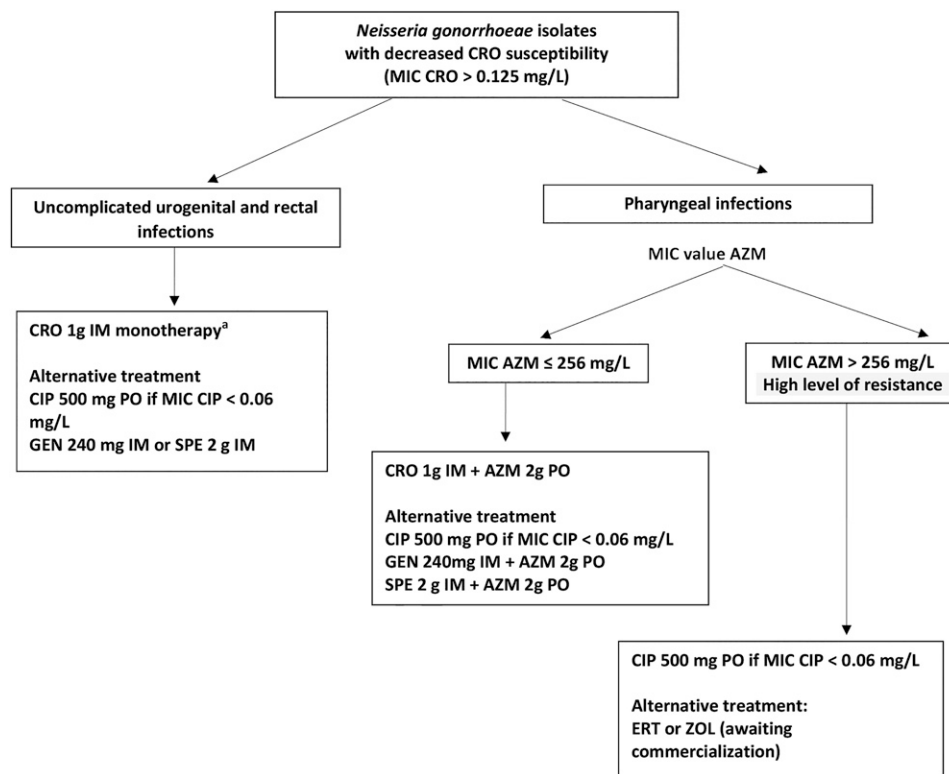 Neisseria gonorrhoeae isolates
with decreased CRO susceptibility
(MIC CRO > 0.125 mg/L)
Uncomplicated urogenital and rectal
infections
Pharyngeal infections
MIC value AZM
CRO 1g IM monotherapyᵃ
Alternative treatment
CIP 500 mg PO if MIC CIP < 0.06
mg/L
GEN 240 mg IM or SPE 2 g IM
MIC AZM ≤ 256 mg/L
MIC AZM > 256 mg/L
High level of resistance
CRO 1g IM + AZM 2g PO
Alternative treatment
CIP 500 mg PO if MIC CIP < 0.06 mg/L
GEN 240mg IM + AZM 2g PO
SPE 2 g IM + AZM 2g PO
CIP 500 mg PO if MIC CIP < 0.06 mg/L
Alternative treatment:
ERT or ZOL (awaiting
commercialization)